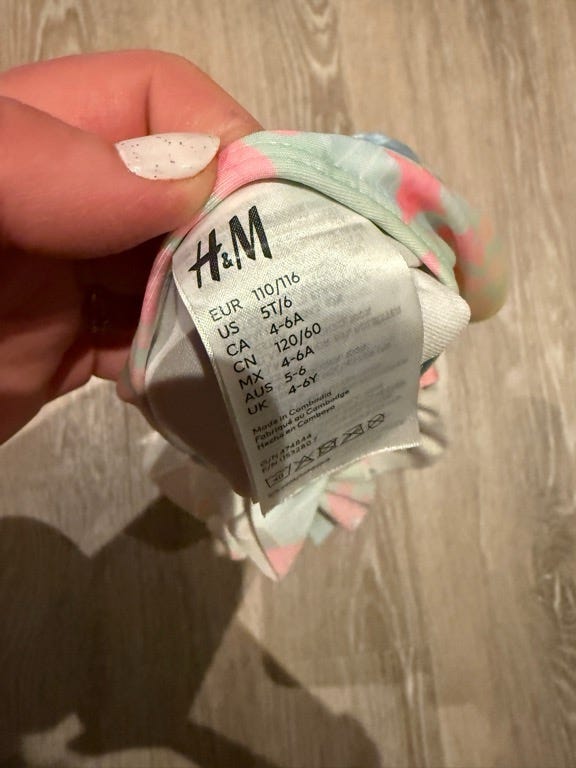 H&M
EUR 110/116
US 5T/6
CA 4-6A
CN 120/60
MX 4-6A
AUS 5-6
UK 4-6Y
Made in Cambodia
Fabriqué au Cambodge
Hecho en Camboya